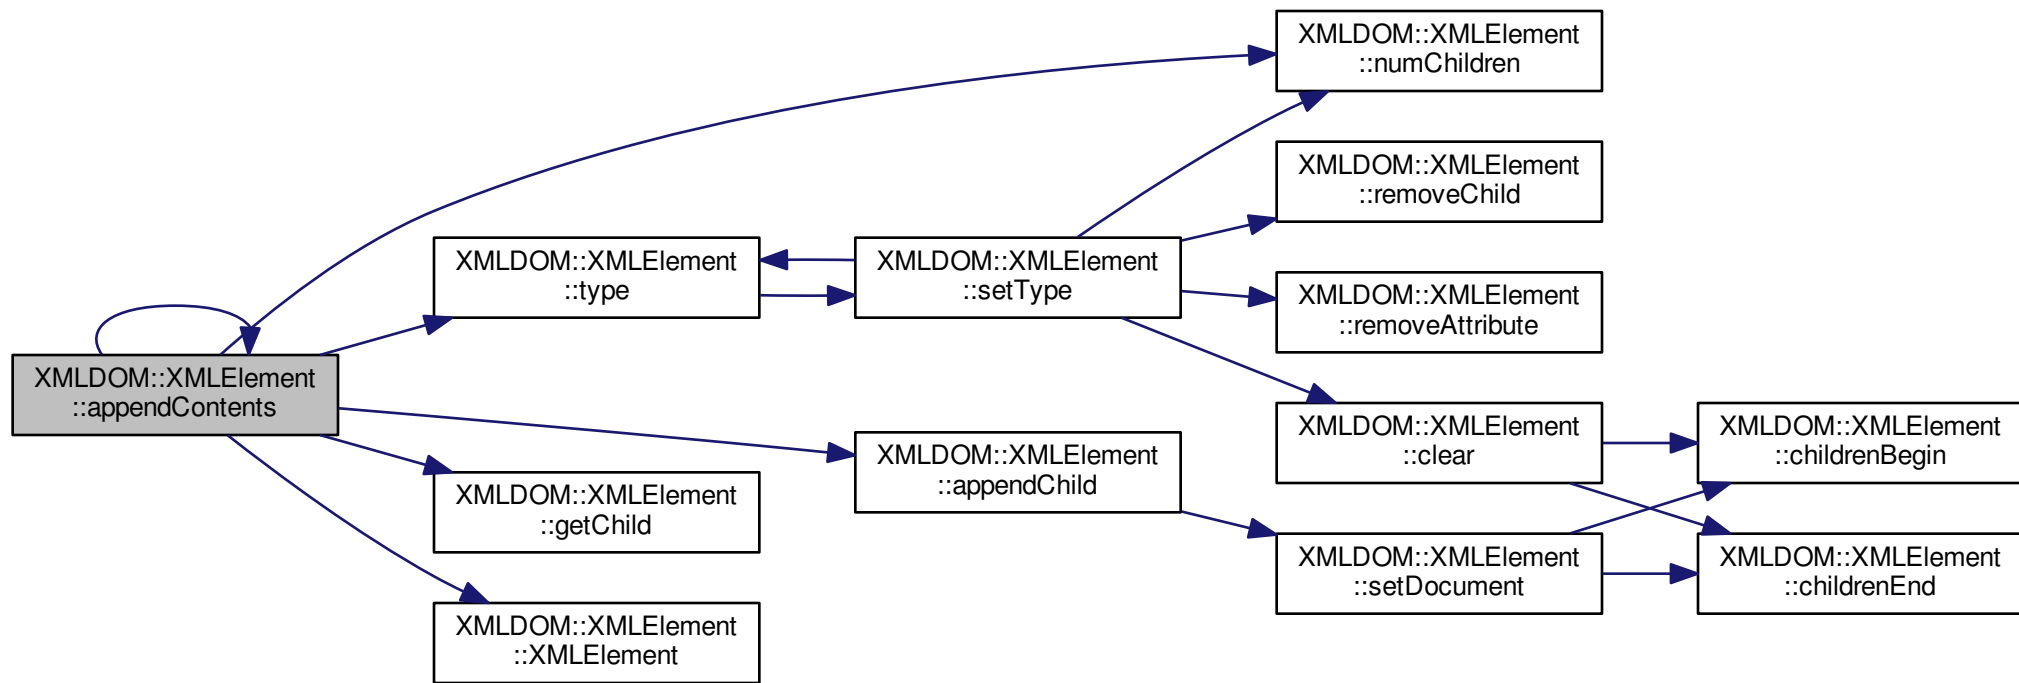 XMLDOM::XMLElement
::appendContents
XMLDOM::XMLElement
::type
XMLDOM::XMLElement
::getChild
XMLDOM::XMLElement
::XMLElement
XMLDOM::XMLElement
::setType
XMLDOM::XMLElement
::appendChild
XMLDOM::XMLElement
::numChildren
XMLDOM::XMLElement
::removeChild
XMLDOM::XMLElement
::removeAttribute
XMLDOM::XMLElement
::clear
XMLDOM::XMLElement
::setDocument
XMLDOM::XMLElement
::childrenBegin
XMLDOM::XMLElement
::childrenEnd